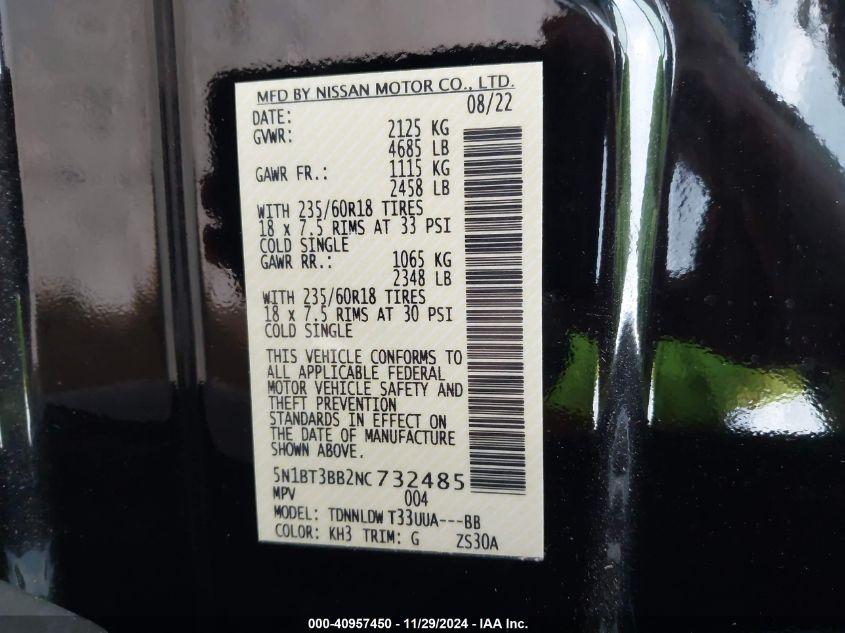 MFD BY NISSAN MOTOR CO., LTD.
DATE: 08/22
GVWR: 2125 KG
4685 LB
GAWR FR.: 1115 KG
2458 LB
WITH 235/60R18 TIRES
18 x 7.5 RIMS AT 33 PSI
COLD SINGLE
GAWR RR.: 1065 KG
2348 LB
WITH 235/60R18 TIRES
18 x 7.5 RIMS AT 30 PSI
COLD SINGLE
THIS VEHICLE CONFORMS TO
ALL APPLICABLE FEDERAL
MOTOR VEHICLE SAFETY AND
THEFT PREVENTION
STANDARDS IN EFFECT ON
THE DATE OF MANUFACTURE
SHOWN ABOVE.
5N1BT3BB2NC732485
MPV 004
MODEL: TDNNLDW T33UUA---BB
COLOR: KH3 TRIM: G ZS30A
000-40957450 - 11/29/2024 - IAA Inc.